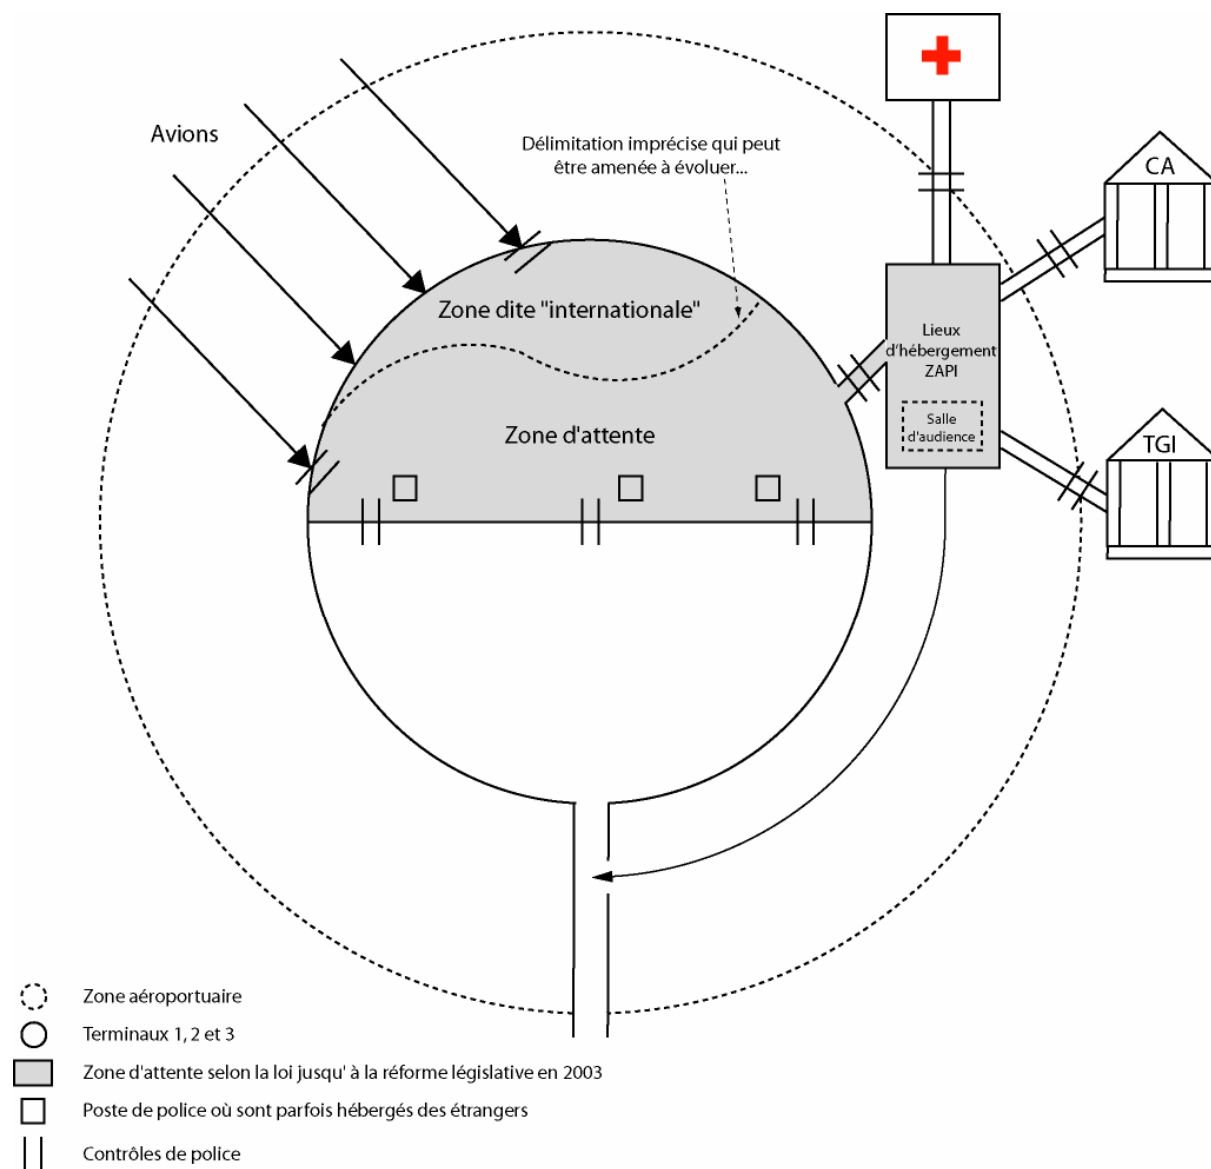 Avions
Délimitation imprécise qui peut
être amenée à évoluer...
CA
Zone dite "internationale"
Lieux
d'hébergement
ZAPI
Salle
d'audience
Zone d'attente
TGI
Zone aéroportuaire
Terminaux 1, 2 et 3
Zone d'attente selon la loi jusqu' à la réforme législative en 2003
Poste de police où sont parfois hébergés des étrangers
Contrôles de police